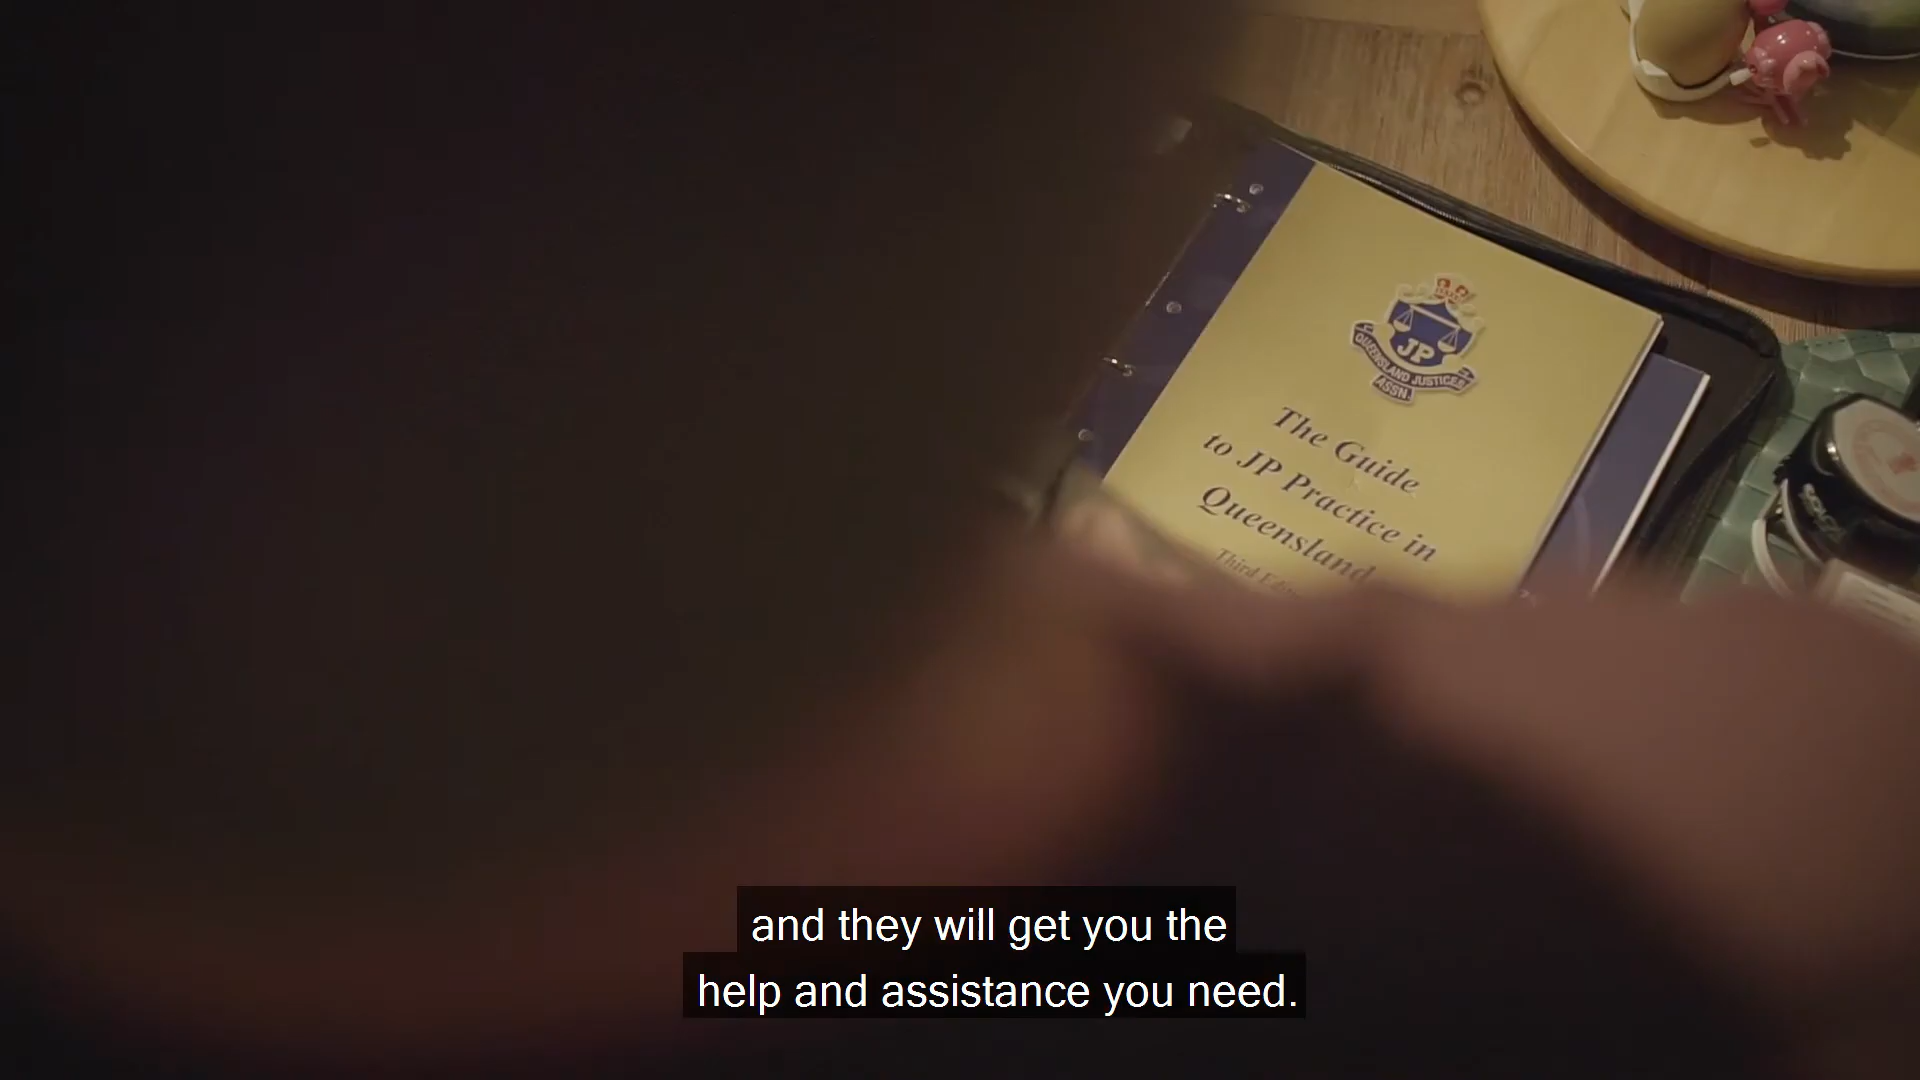 JP
QUEENSLAND JUSTICES
ASSN.
The Guide
to JP Practice in
Queensland
Third
and they will get you the
help and assistance you need.